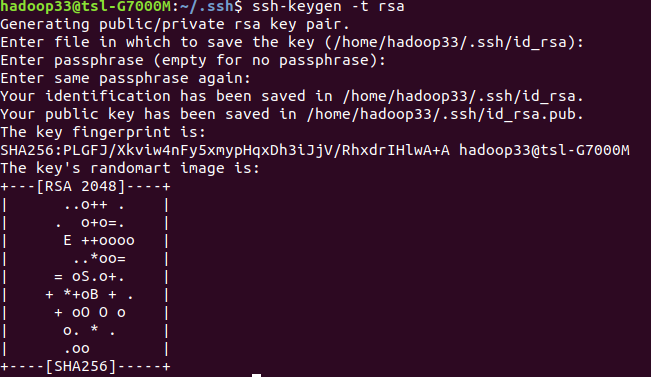 hadoop33@tsl-G7000M:~/.ssh$ ssh-keygen -t rsa
Generating public/private rsa key pair.
Enter file in which to save the key (/home/hadoop33/.ssh/id_rsa):
Enter passphrase (empty for no passphrase):
Enter same passphrase again:
Your identification has been saved in /home/hadoop33/.ssh/id_rsa.
Your public key has been saved in /home/hadoop33/.ssh/id_rsa.pub.
The key fingerprint is:
SHA256:PLGFJ/Xkviw4nFy5xmypHqxDh3iJjV/RhxdrIHlwA+A hadoop33@tsl-G7000M
The key's randomart image is:
+---[RSA 2048]----+
|      ..o++ .    |
|     .  o+o=.    |
|      E ++oooo   |
|       ..*oo=    |
|     = oS.o+.    |
|    + *+oB + .   |
|     + oO O o    |
|      o. * .     |
|      .oo        |
+----[SHA256]-----+